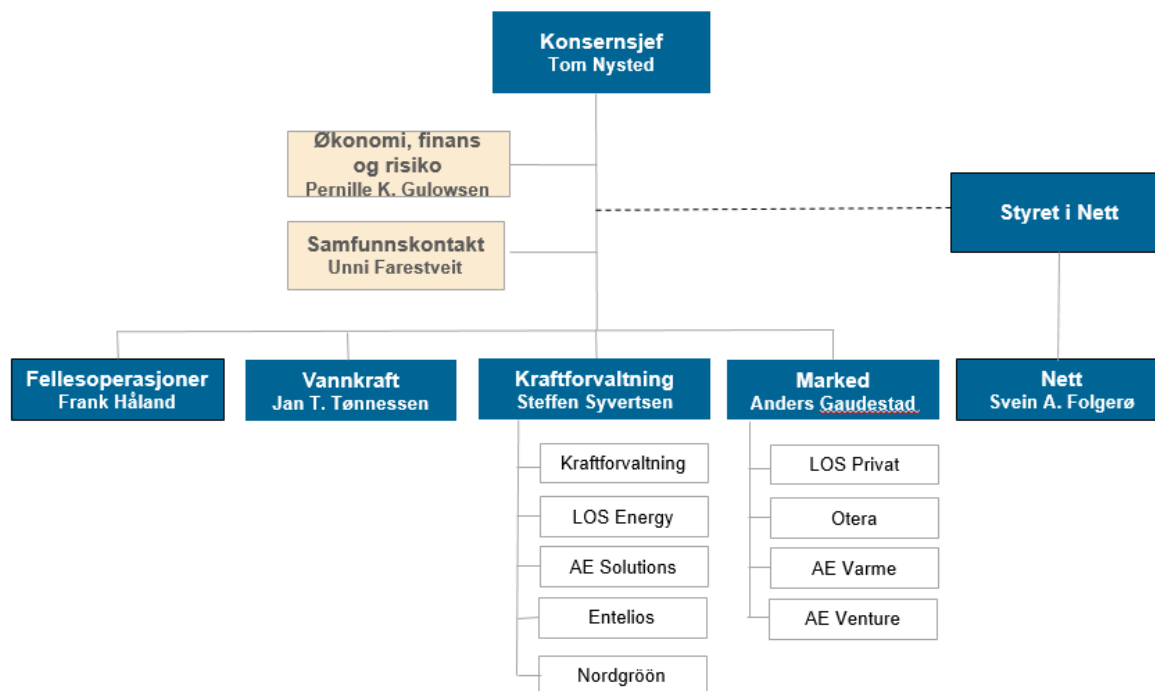 Konsernsjef
Tom Nysted
Økonomi, finans
og risiko
Pernille K. Gulowsen
Styret i Nett
Samfunnskontakt
Unni Farestveit
Fellesoperasjoner
Frank Håland
Vannkraft
Jan T. Tønnessen
Kraftforvaltning
Steffen Syvertsen
Marked
Anders Gaudestad
Nett
Svein A. Folgerø
Kraftforvaltning
LOS Energy
AE Solutions
Entelios
Nordgröön
LOS Privat
Otera
AE Varme
AE Venture